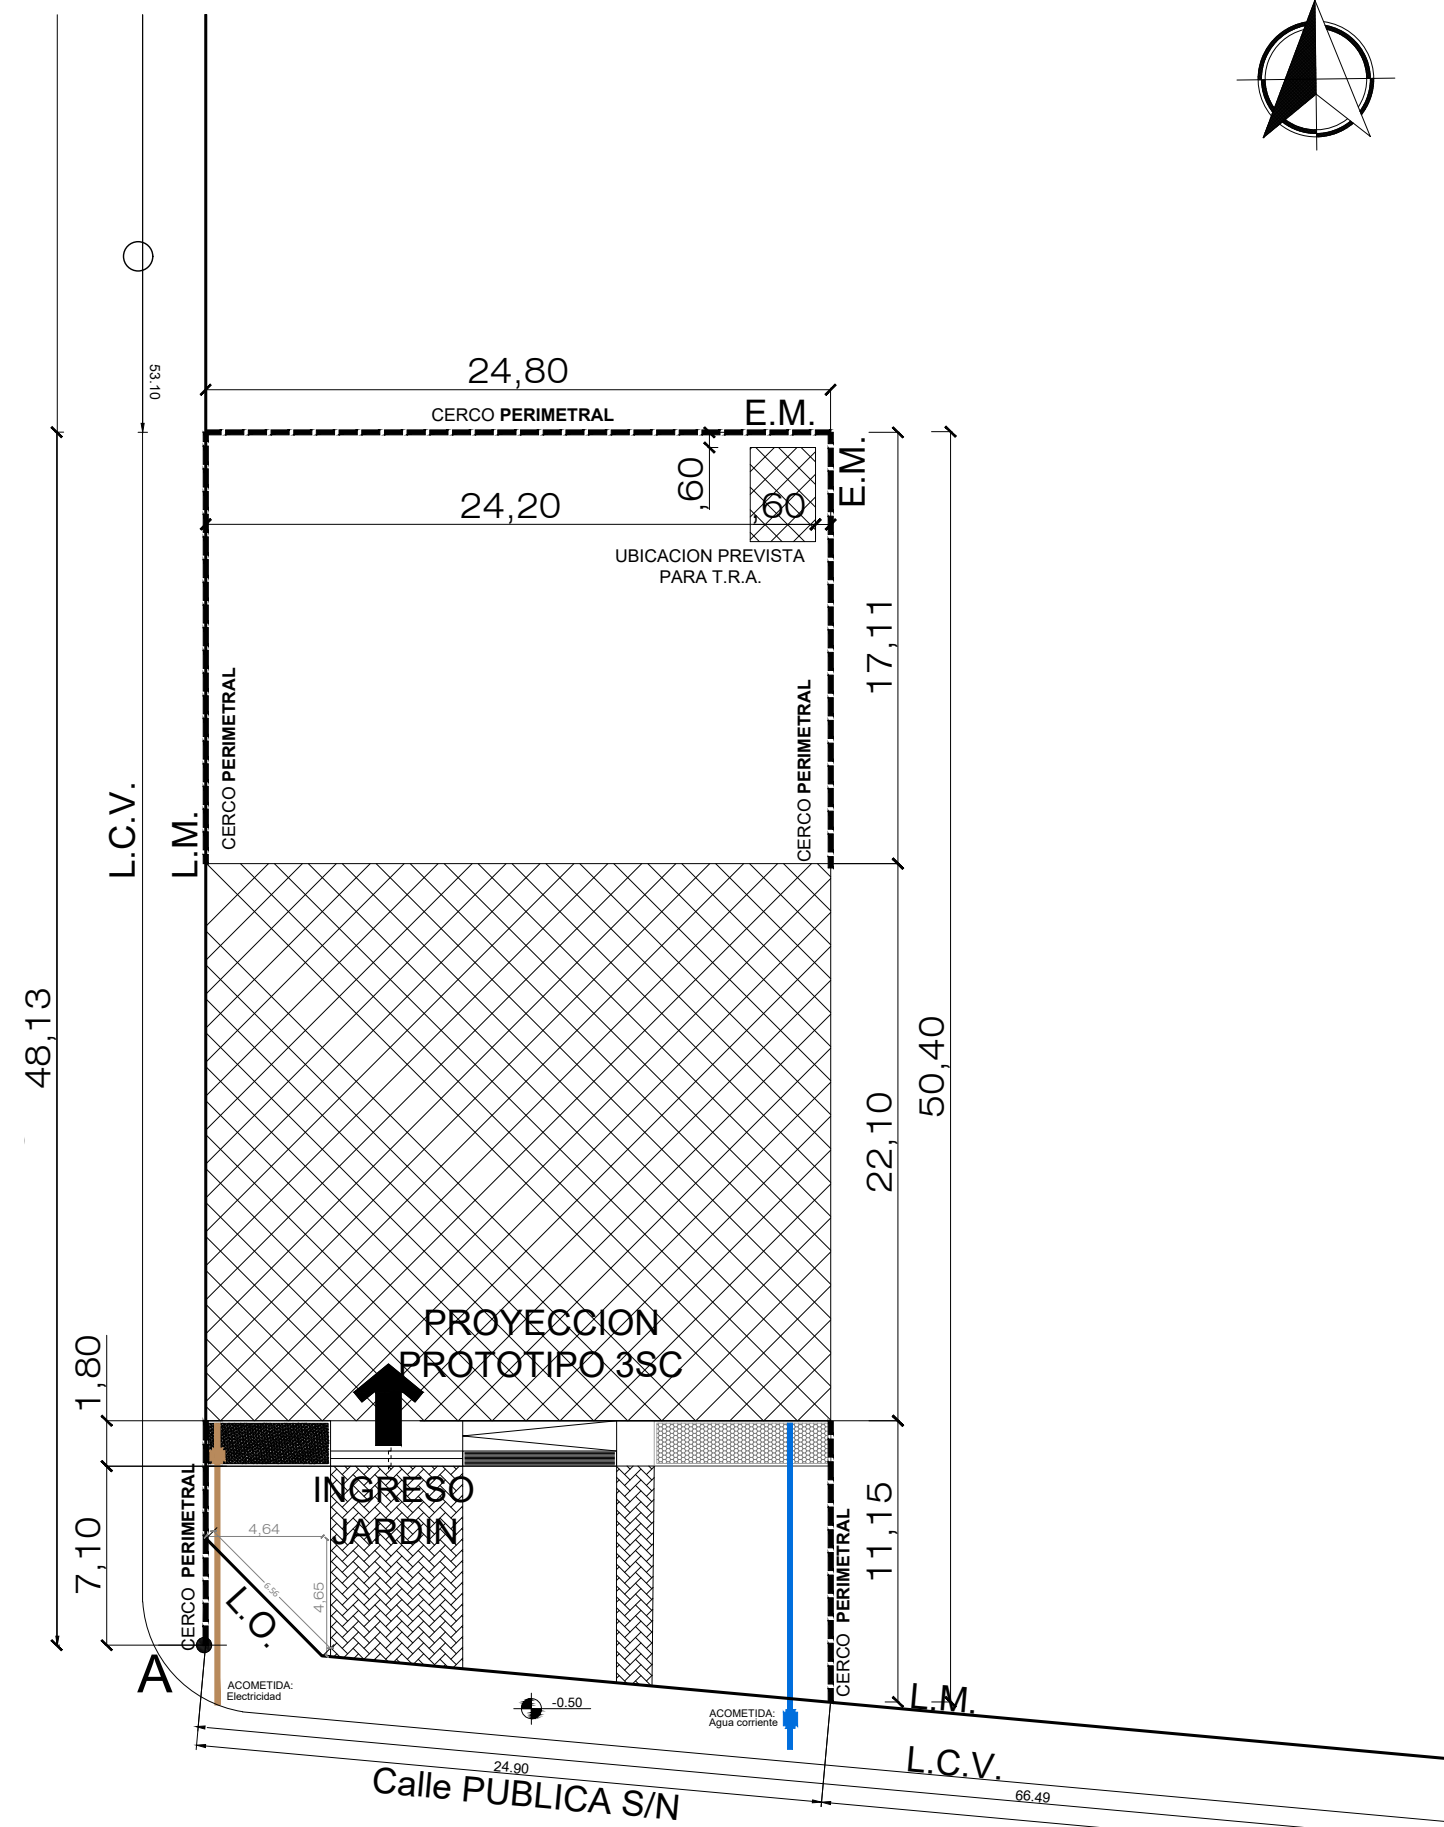 53.10
24,80
CERCO PERIMETRAL
E.M.
E.M.
,60
24,20
,60
UBICACION PREVISTA
PARA T.R.A.
17,11
CERCO PERIMETRAL
CERCO PERIMETRAL
L.C.V.
L.M.
48,13
50,40
22,10
PROYECCION
PROTOTIPO 3SC
1,80
INGRESO
JARDIN
7,10
CERCO PERIMETRAL
4,64
6.56
4,65
L.O.
11,15
CERCO PERIMETRAL
A
ACOMETIDA:
Electricidad
-0.50
ACOMETIDA:
Agua corriente
L.M.
L.C.V.
24.90
66.49
Calle PUBLICA S/N